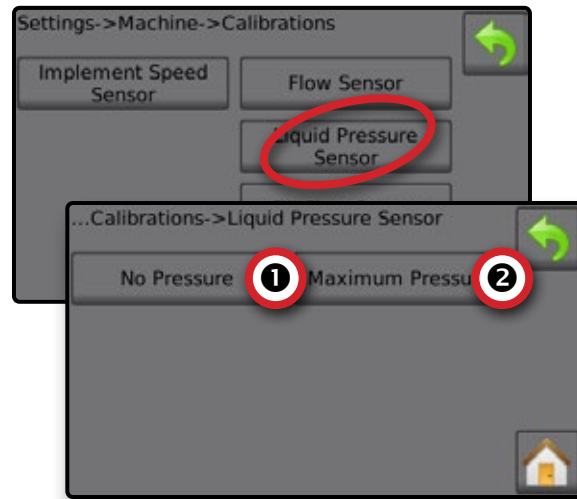 Settings->Machine->Calibrations
Implement Speed
Sensor
Flow Sensor
Liquid Pressure
Sensor
...Calibrations->Liquid Pressure Sensor
No Pressure
1
Maximum Pressu
2